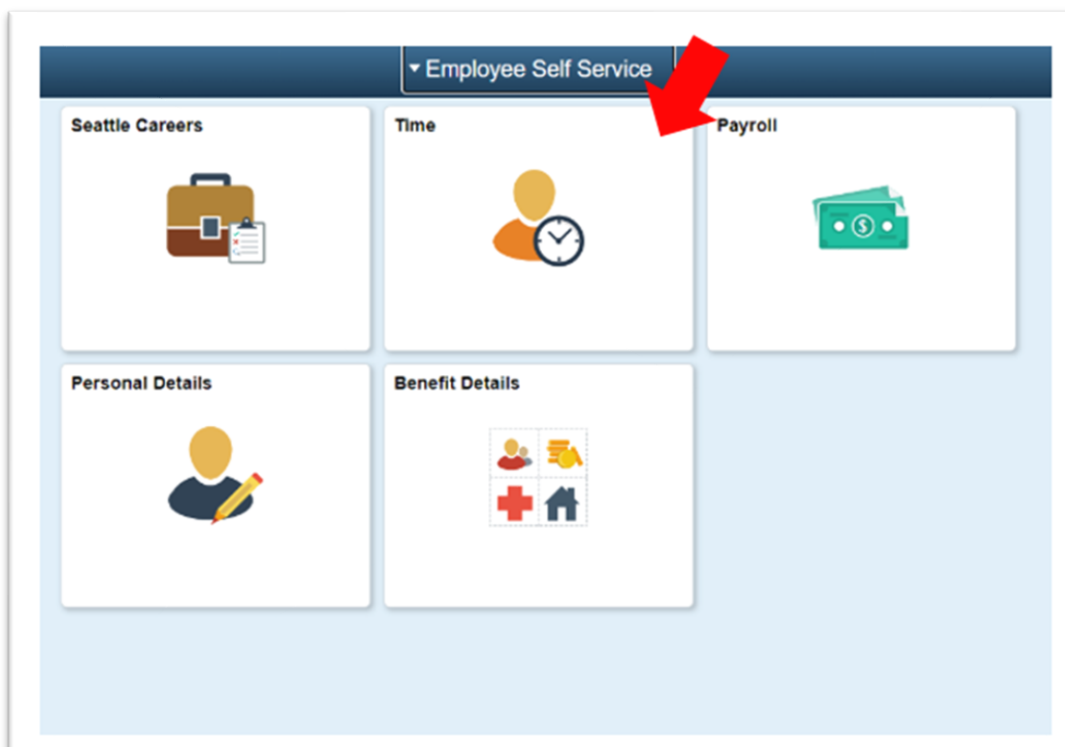 Employee Self Service
Seattle Careers
Time
Payroll
$
Personal Details
Benefit Details